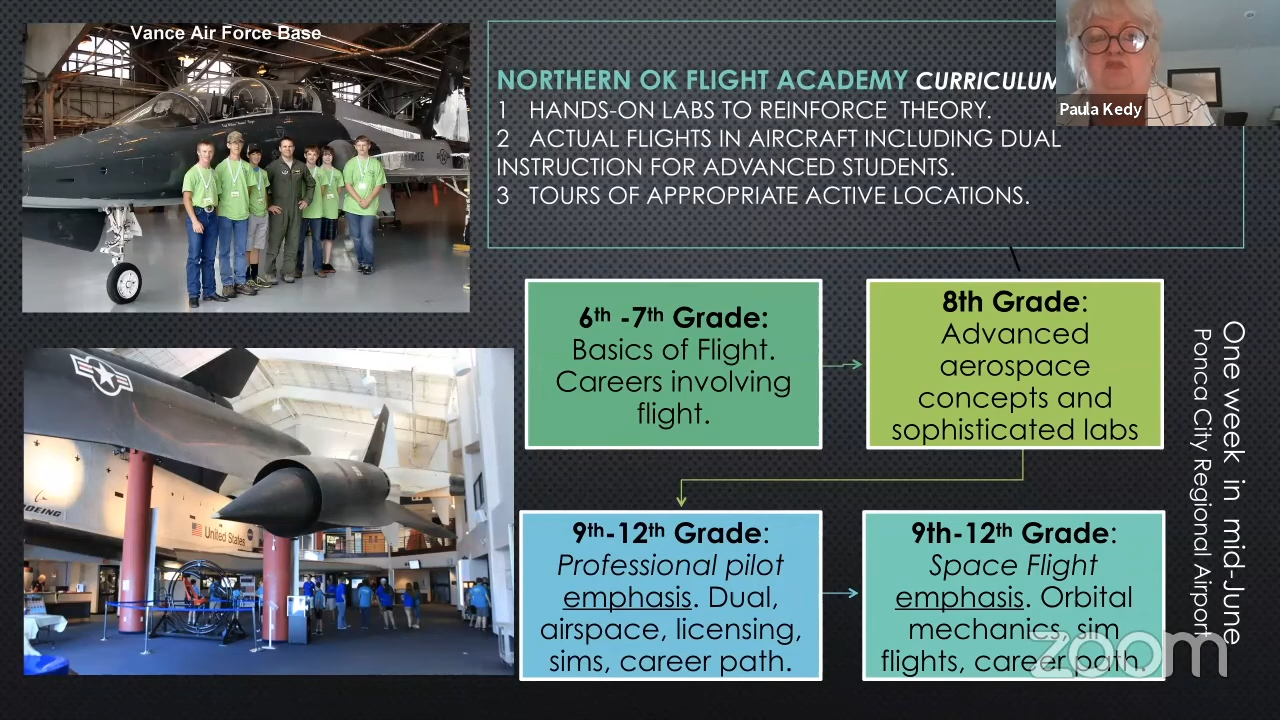 Vance Air Force Base
NORTHERN OK FLIGHT ACADEMY CURRICULUM
1 HANDS-ON LABS TO REINFORCE THEORY.
2 ACTUAL FLIGHTS IN AIRCRAFT INCLUDING DUAL
INSTRUCTION FOR ADVANCED STUDENTS.
3 TOURS OF APPROPRIATE ACTIVE LOCATIONS.
Paula Kedy
6th -7th Grade:
Basics of Flight.
Careers involving
flight.
8th Grade:
Advanced
aerospace
concepts and
sophisticated labs
9th-12th Grade:
Professional pilot
emphasis. Dual,
airspace, licensing,
sims, career path.
9th-12th Grade:
Space Flight
emphasis. Orbital
mechanics, sim
flights, career path.
One week in mid-June
Ponca City Regional Airport
United States
zoom